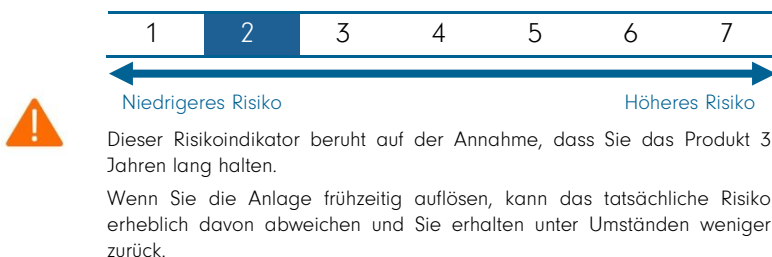 1 2 3 4 5 6 7
Niedrigeres Risiko Höheres Risiko
Dieser Risikoindikator beruht auf der Annahme, dass Sie das Produkt 3
Jahren lang halten.
Wenn Sie die Anlage frühzeitig auflösen, kann das tatsächliche Risiko
erheblich davon abweichen und Sie erhalten unter Umständen weniger
zurück.